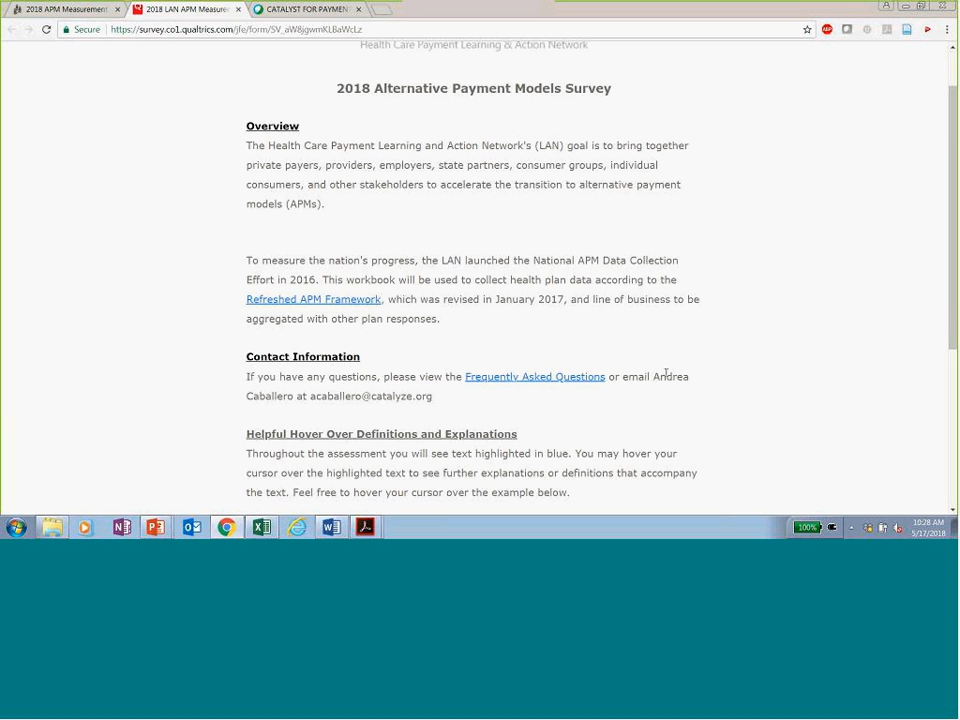 2018 APM Measurement
2018 LAN APM Measure
CATALYST FOR PAYMENT
Secure
https://survey.co1.qualtrics.com/jfe/form/SV_aW8jgwmKLBaWcLz
Health Care Payment Learning & Action Network
2018 Alternative Payment Models Survey
Overview
The Health Care Payment Learning and Action Network's (LAN) goal is to bring together
private payers, providers, employers, state partners, consumer groups, individual
consumers, and other stakeholders to accelerate the transition to alternative payment
models (APMs).
To measure the nation's progress, the LAN launched the National APM Data Collection
Effort in 2016. This workbook will be used to collect health plan data according to the
Refreshed APM Framework, which was revised in January 2017, and line of business to be
aggregated with other plan responses.
Contact Information
If you have any questions, please view the Frequently Asked Questions or email Andrea
Caballero at acaballero@catalyze.org
Helpful Hover Over Definitions and Explanations
Throughout the assessment you will see text highlighted in blue. You may hover your
cursor over the highlighted text to see further explanations or definitions that accompany
the text. Feel free to hover your cursor over the example below.
100%
10:28 AM
5/17/2018